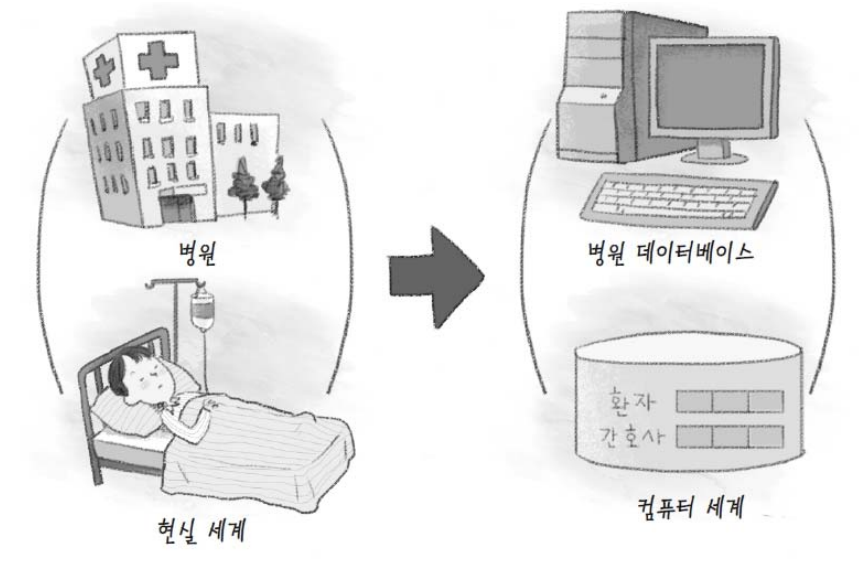 병원
현실 세계
병원 데이터베이스
환자
간호사
컴퓨터 세계